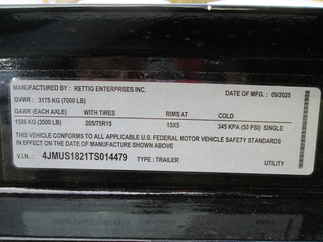 MANUFACTURED BY : RETTIG ENTERPRISES INC. DATE OF MFG. : 09/2025
GVWR : 3175 KG (7000 LB)
GAWR (EACH AXLE) WITH TIRES RIMS AT COLD
1588 KG (3500 LB) 205/75R15 15X5 345 KPA (50 PSI) SINGLE
THIS VEHICLE CONFORMS TO ALL APPLICABLE U.S. FEDERAL MOTOR VEHICLE SAFETY STANDARDS
IN EFFECT ON THE DATE OF MANUFACTURE SHOWN ABOVE
V.I.N. : 4JMUS1821TS014479 TYPE : TRAILER UTILITY